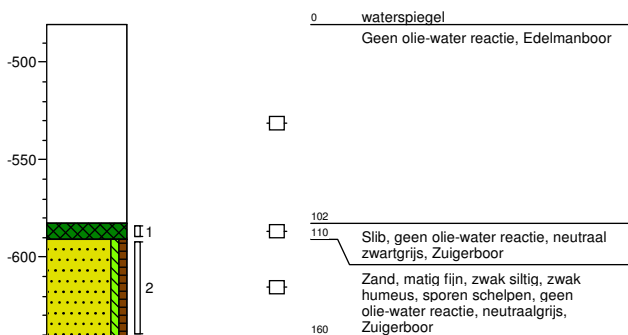 0 waterspiegel
Geen olie-water reactie, Edelmanboor
-500
-550
102
110
Slib, geen olie-water reactie, neutraal
zwartgrijs, Zuigerboor
1
-600
Zand, matig fijn, zwak siltig, zwak
humeus, sporen schelpen, geen
olie-water reactie, neutraalgrijs,
Zuigerboor
2
160